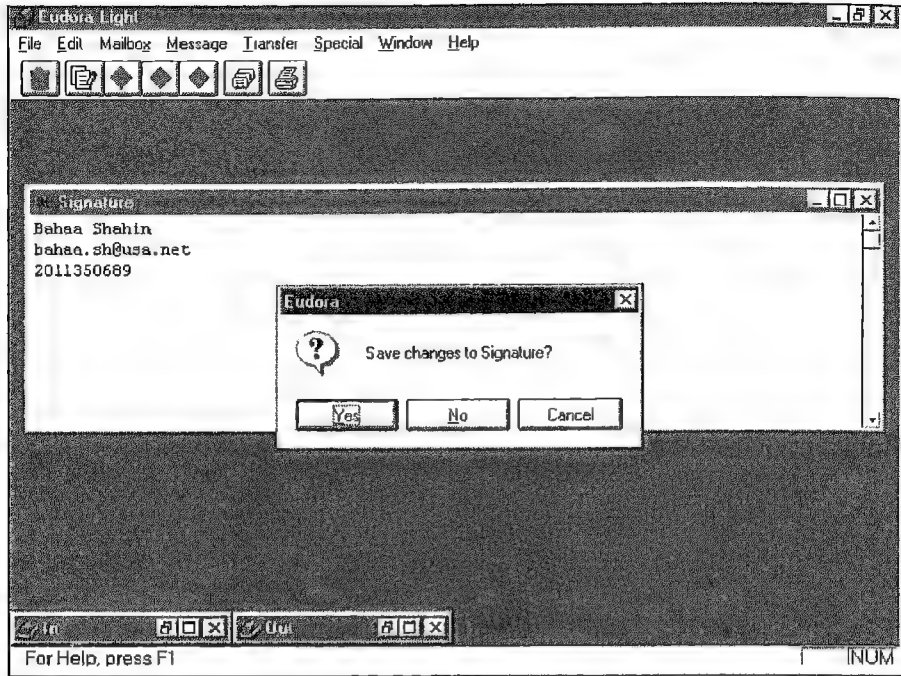 Eudora Light
File Edit Mailbox Message Transfer Special Window Help
Signature
Bahaa Shahin
bahaa.sh@usa.net
2011350689
Eudora
Save changes to Signature?
Yes No Cancel
In Out
For Help, press F1 NUM